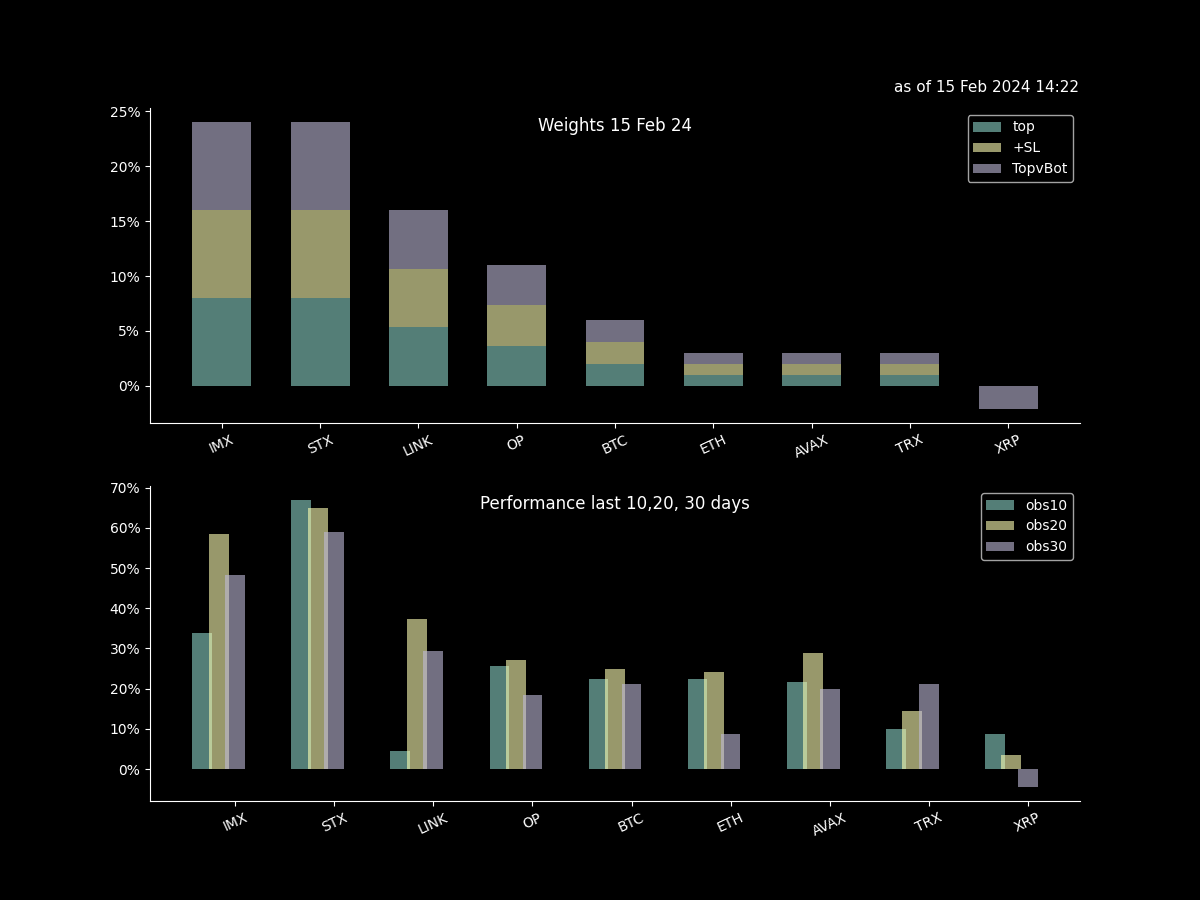 as of 15 Feb 2024 14:22
Weights 15 Feb 24
25%
20%
15%
10%
5%
0%
top
+SL
TopvBot
IMX
STX
LINK
OP
BTC
ETH
AVAX
TRX
XRP
Performance last 10,20, 30 days
70%
60%
50%
40%
30%
20%
10%
0%
obs10
obs20
obs30
IMX
STX
LINK
OP
BTC
ETH
AVAX
TRX
XRP